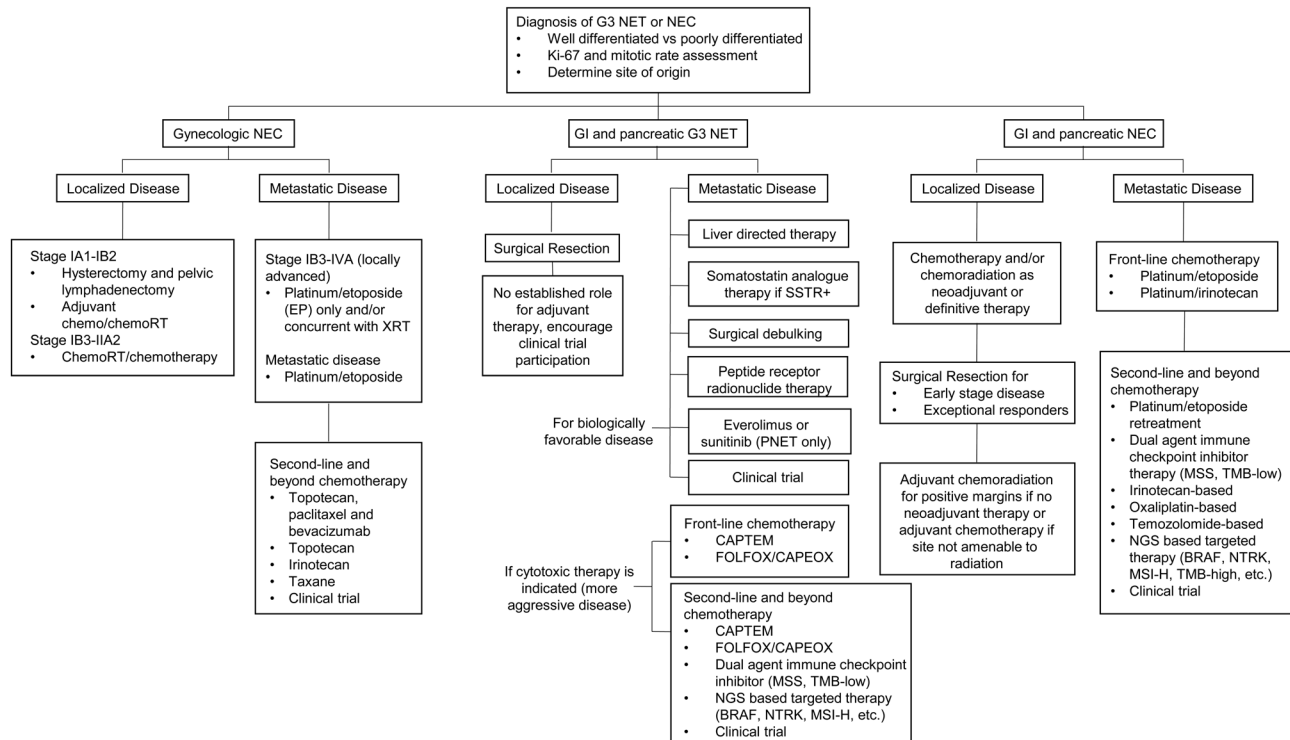 Diagnosis of G3 NET or NEC
• Well differentiated vs poorly differentiated
• Ki-67 and mitotic rate assessment
• Determine site of origin
Gynecologic NEC
GI and pancreatic G3 NET
GI and pancreatic NEC
Localized Disease
Metastatic Disease
Localized Disease
Metastatic Disease
Localized Disease
Metastatic Disease
Stage IA1-IB2
• Hysterectomy and pelvic
lymphadenectomy
• Adjuvant
chemo/chemoRT
Stage IB3-IIA2
• ChemoRT/chemotherapy
Stage IB3-IVA (locally
advanced)
• Platinum/etoposide
(EP) only and/or
concurrent with XRT
Metastatic disease
• Platinum/etoposide
Second-line and
beyond chemotherapy
• Topotecan,
paclitaxel and
bevacizumab
• Topotecan
• Irinotecan
• Taxane
• Clinical trial
Surgical Resection
No established role
for adjuvant
therapy, encourage
clinical trial
participation
For biologically
favorable disease
Liver directed therapy
Somatostatin analogue
therapy if SSTR+
Surgical debulking
Peptide receptor
radionuclide therapy
Everolimus or
sunitinib (PNET only)
Clinical trial
If cytotoxic therapy is
indicated (more
aggressive disease)
Front-line chemotherapy
• CAPTEM
• FOLFOX/CAPEOX
Second-line and beyond
chemotherapy
• CAPTEM
• FOLFOX/CAPEOX
• Dual agent immune checkpoint
inhibitor (MSS, TMB-low)
• NGS based targeted therapy
(BRAF, NTRK, MSI-H, etc.)
• Clinical trial
Chemotherapy and/or
chemoradiation as
neoadjuvant or
definitive therapy
Surgical Resection for
• Early stage disease
• Exceptional responders
Adjuvant chemoradiation
for positive margins if no
neoadjuvant therapy or
adjuvant chemotherapy if
site not amenable to
radiation
Front-line chemotherapy
• Platinum/etoposide
• Platinum/irinotecan
Second-line and beyond
chemotherapy
• Platinum/etoposide
retreatment
• Dual agent immune
checkpoint inhibitor
therapy (MSS, TMB-low)
• Irinotecan-based
• Oxaliplatin-based
• Temozolomide-based
• NGS based targeted
therapy (BRAF, NTRK,
MSI-H, TMB-high, etc.)
• Clinical trial